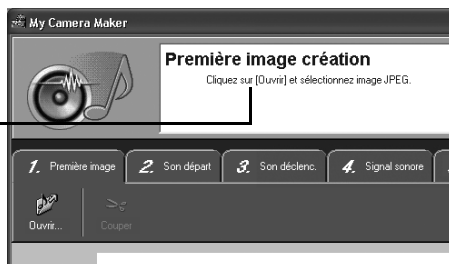 My Camera Maker
Première image création
Cliquez sur [Ouvrir] et sélectionnez image JPEG.
1. Première image 2. Son départ 3. Son déclenc. 4. Signal sonore
Ouvrir... Couper